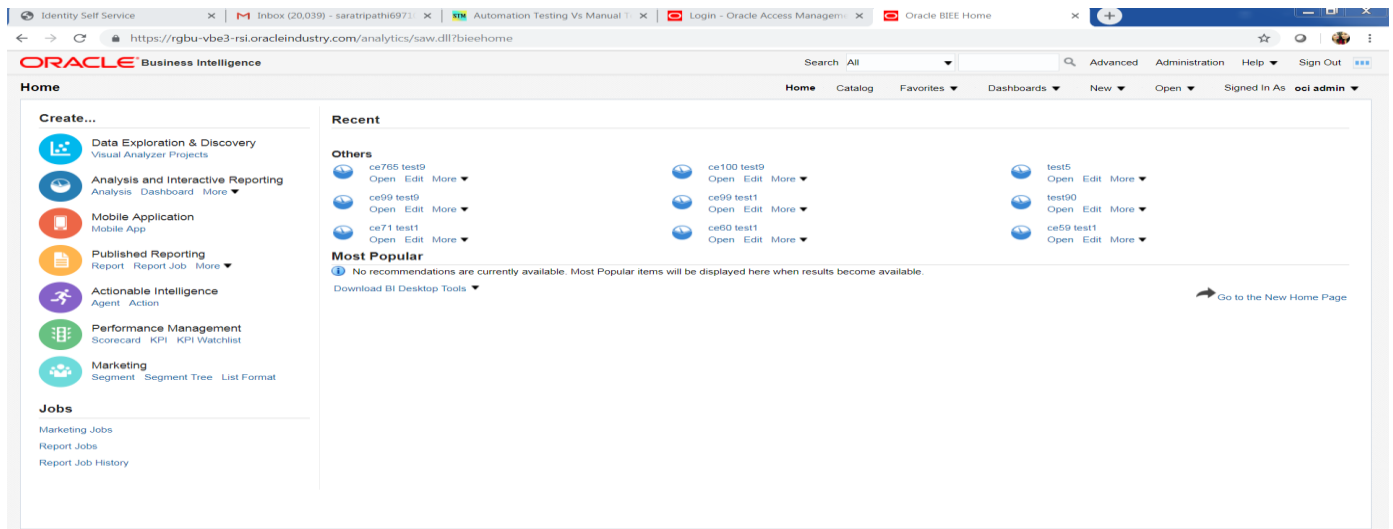 Identity Self Service
Inbox (20,039) - saratripathi6971
Automation Testing Vs Manual T
Login - Oracle Access Managem
Oracle BIEE Home
https://rgbu-vbe3-rsi.oracleindustry.com/analytics/saw.dll?bieehome
ORACLE Business Intelligence
Search All
Advanced
Administration
Help
Sign Out
Home
Home
Catalog
Favorites
Dashboards
New
Open
Signed In As oci admin
Create...
Data Exploration & Discovery
Visual Analyzer Projects
Analysis and Interactive Reporting
Analysis Dashboard More
Mobile Application
Mobile App
Published Reporting
Report Report Job More
Actionable Intelligence
Agent Action
Performance Management
Scorecard KPI KPI Watchlist
Marketing
Segment Segment Tree List Format
Jobs
Marketing Jobs
Report Jobs
Report Job History
Recent
Others
ce765 test9
Open Edit More
ce100 test9
Open Edit More
test5
Open Edit More
ce99 test9
Open Edit More
ce99 test1
Open Edit More
test90
Open Edit More
ce71 test1
Open Edit More
ce60 test1
Open Edit More
ce59 test1
Open Edit More
Most Popular
No recommendations are currently available. Most Popular items will be displayed here when results become available.
Download BI Desktop Tools
Go to the New Home Page